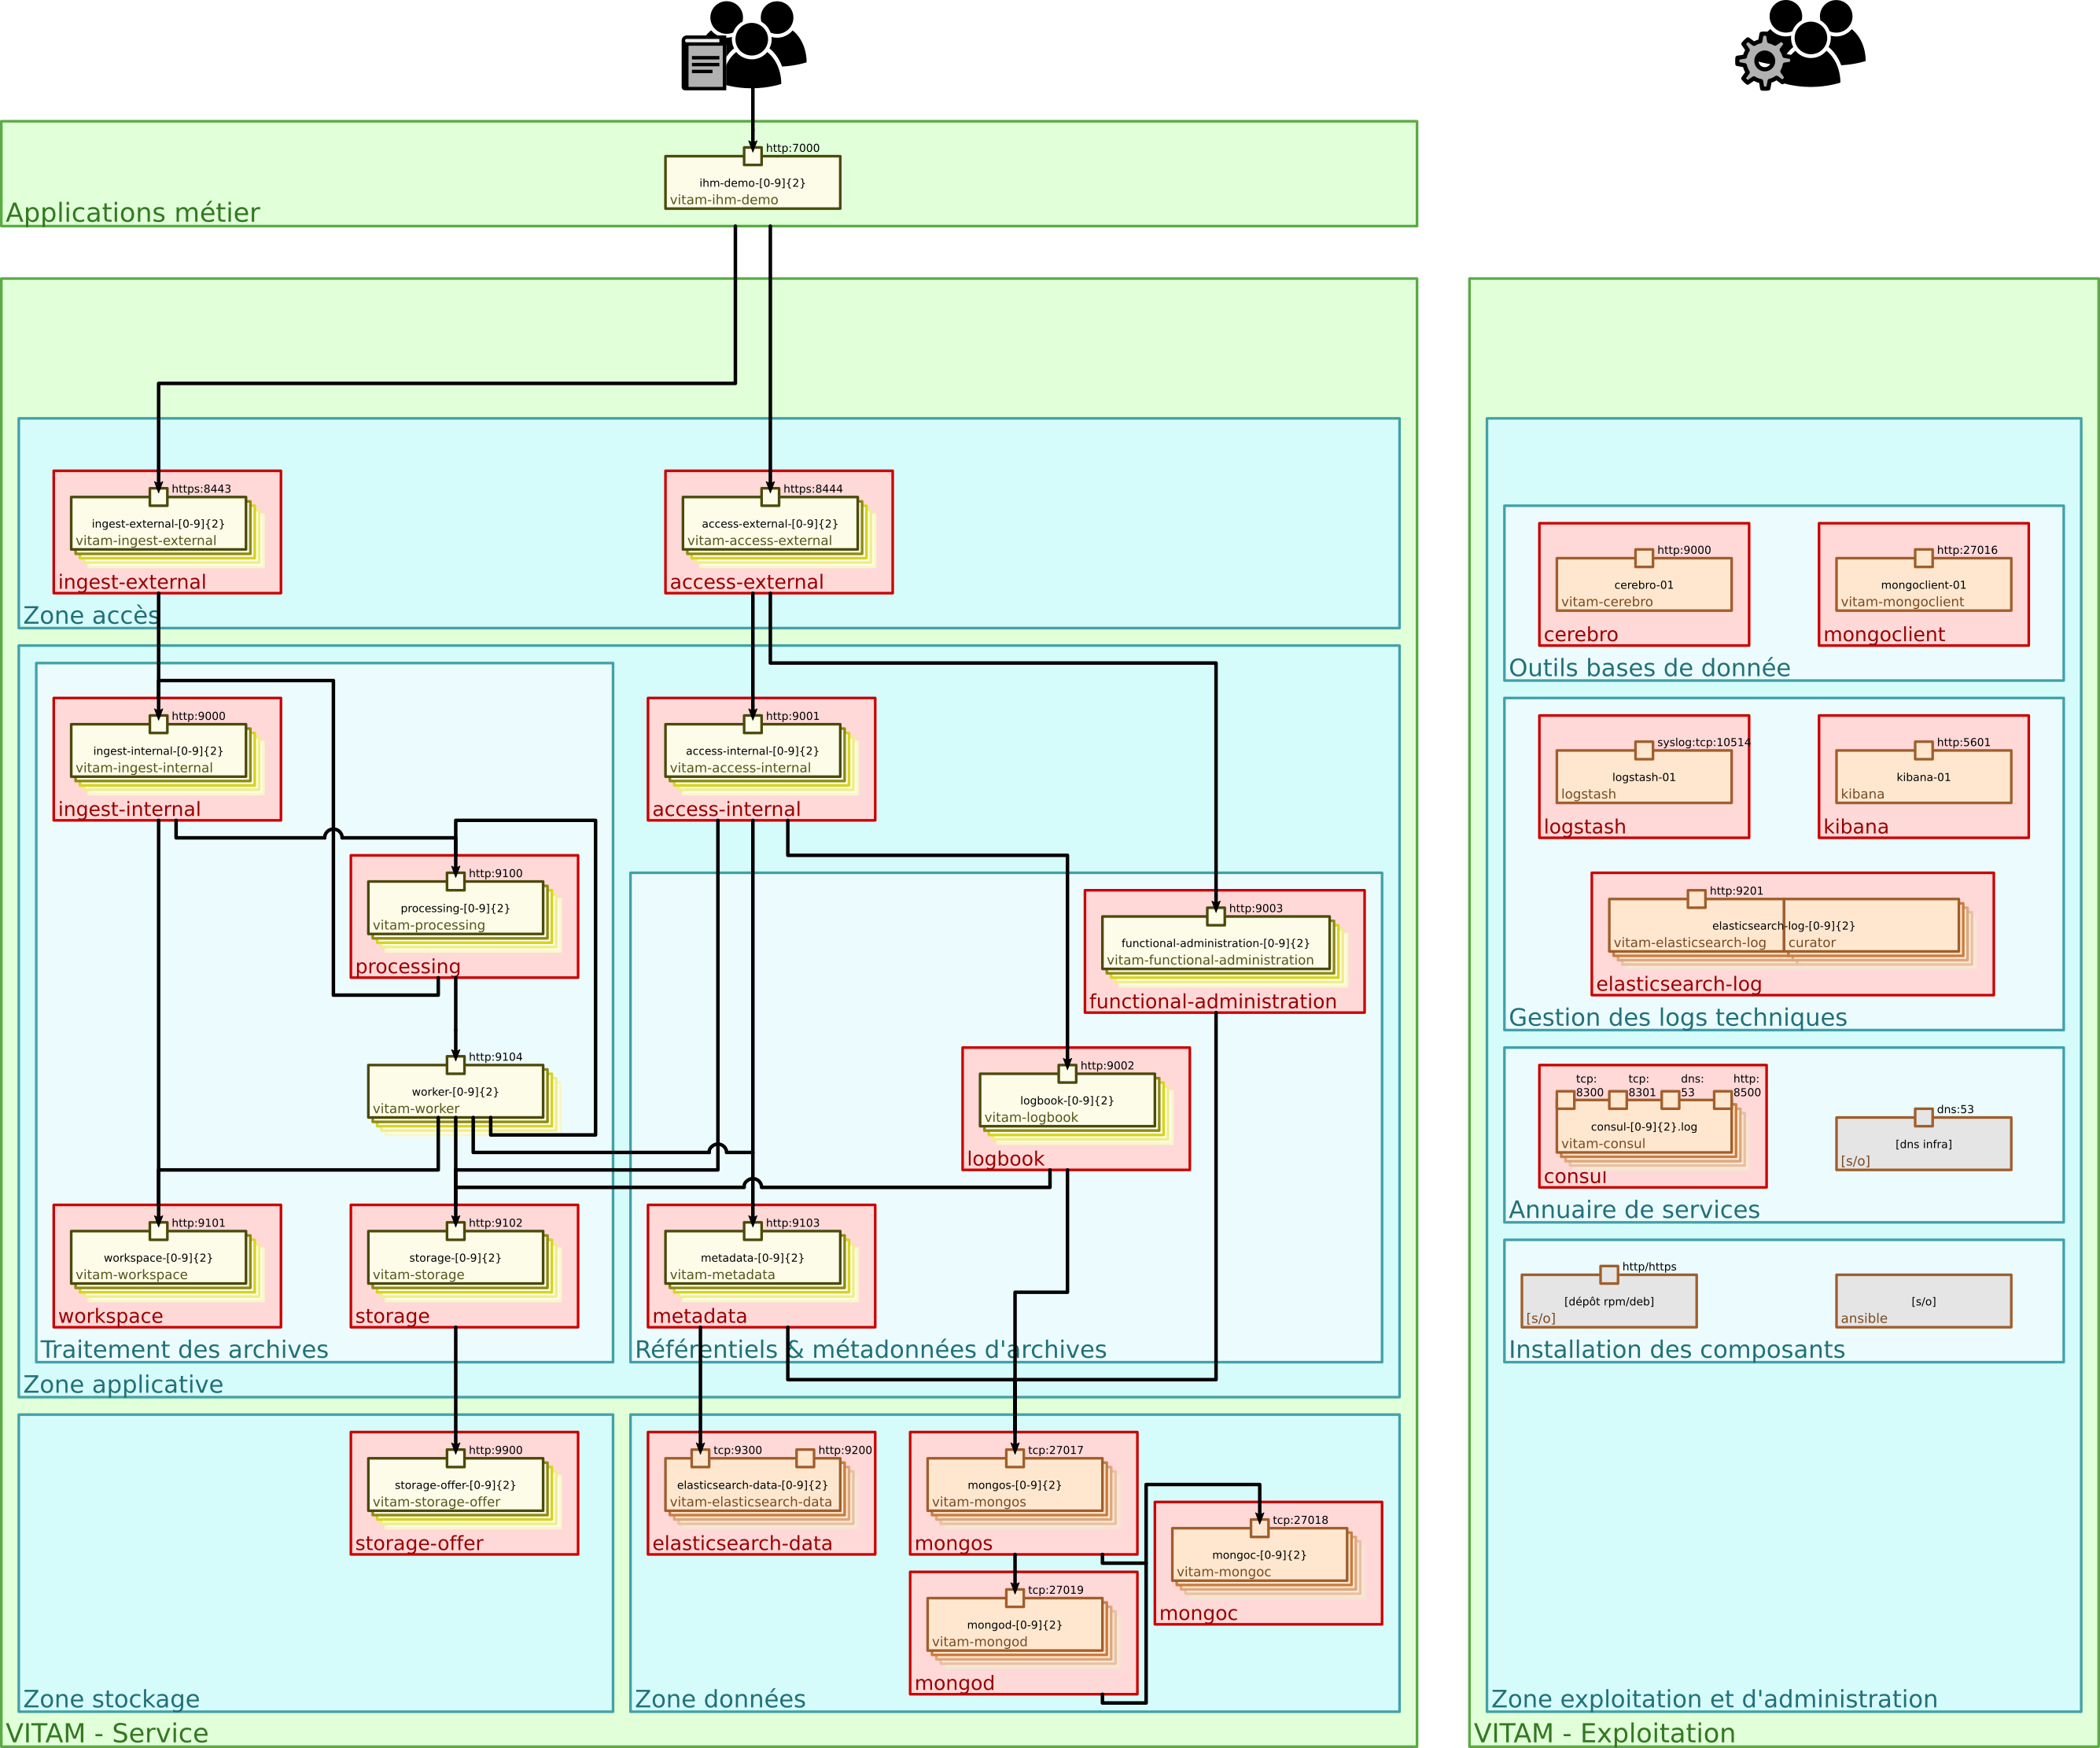 http:7000
ihm-demo-[0-9]{2}
vitam-ihm-demo
Applications métier
https:8443
ingest-external-[0-9]{2}
vitam-ingest-external
ingest-external
https:8444
access-external-[0-9]{2}
vitam-access-external
access-external
Zone accès
http:9000
ingest-internal-[0-9]{2}
vitam-ingest-internal
ingest-internal
http:9001
access-internal-[0-9]{2}
vitam-access-internal
access-internal
http:9100
processing-[0-9]{2}
vitam-processing
processing
http:9003
functional-administration-[0-9]{2}
vitam-functional-administration
functional-administration
http:9104
worker-[0-9]{2}
vitam-worker
http:9002
logbook-[0-9]{2}
vitam-logbook
logbook
http:9101
workspace-[0-9]{2}
vitam-workspace
workspace
http:9102
storage-[0-9]{2}
vitam-storage
storage
http:9103
metadata-[0-9]{2}
vitam-metadata
metadata
Traitement des archives
Référentiels & métadonnées d'archives
Zone applicative
http:9900
storage-offer-[0-9]{2}
vitam-storage-offer
storage-offer
tcp:9300
http:9200
elasticsearch-data-[0-9]{2}
vitam-elasticsearch-data
elasticsearch-data
tcp:27017
mongos-[0-9]{2}
vitam-mongos
mongos
tcp:27018
mongoc-[0-9]{2}
vitam-mongoc
mongoc
tcp:27019
mongod-[0-9]{2}
vitam-mongod
mongod
Zone stockage
Zone données
VITAM - Service
http:9000
cerebro-01
vitam-cerebro
cerebro
http:27016
mongoclient-01
vitam-mongoclient
mongoclient
Outils bases de donnée
syslog:tcp:10514
logstash-01
logstash
logstash
http:5601
kibana-01
kibana
kibana
http:9201
elasticsearch-log-[0-9]{2}
vitam-elasticsearch-log
curator
elasticsearch-log
Gestion des logs techniques
tcp:
8300
tcp:
8301
dns:
53
http:
8500
consul-[0-9]{2}.log
vitam-consul
consul
dns:53
[dns infra]
[s/o]
Annuaire de services
http/https
[dépôt rpm/deb]
[s/o]
[s/o]
ansible
Installation des composants
Zone exploitation et d'administration
VITAM - Exploitation